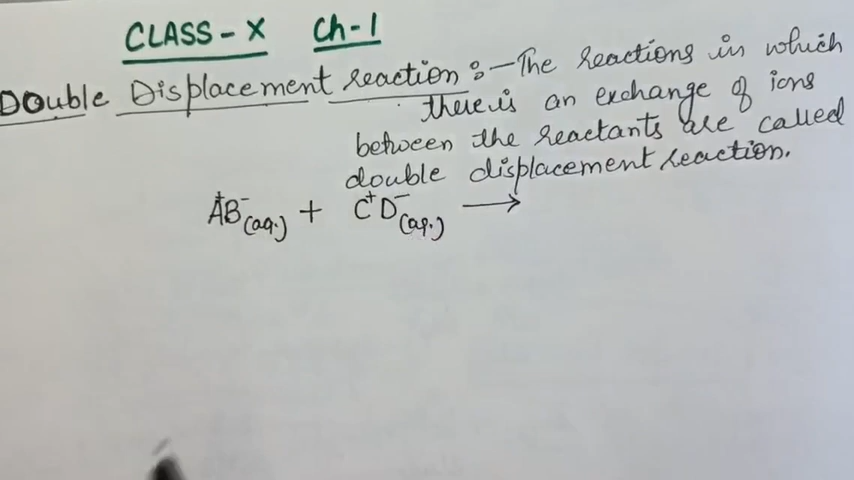 CLASS - X Ch-1
Double Displacement reaction :- The reactions in which
there is an exchange of ions
between the reactants are called
double displacement reaction.
A⁺B⁻(aq.) + C⁺D⁻(aq.) →